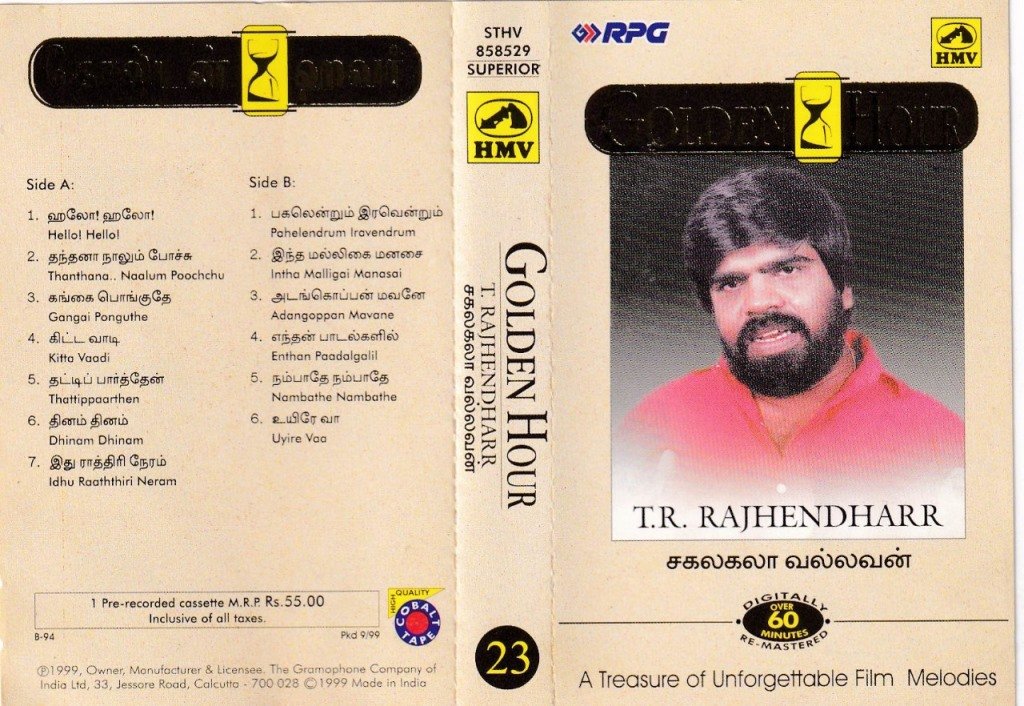 கோல்டன் ஹவர்
Side A:
1. ஹலோ! ஹலோ!
Hello! Hello!
2. தந்தனா நாலும் போச்சு
Thanthana.. Naalum Poochchu
3. கங்கை பொங்குதே
Gangai Ponguthe
4. கிட்ட வாடி
Kitta Vaadi
5. தட்டிப் பார்த்தேன்
Thattippaarthen
6. தினம் தினம்
Dhinam Dhinam
7. இது ராத்திரி நேரம்
Idhu Raaththiri Neram
Side B:
1. பகலென்றும் இரவென்றும்
Pahelendrum Iravendrum
2. இந்த மல்லிகை மனசை
Intha Malligai Manasai
3. அடங்கொப்பன் மவனே
Adangoppan Mavane
4. எந்தன் பாடல்களில்
Enthan Paadalgalil
5. நம்பாதே நம்பாதே
Nambathe Nambathe
6. உயிரே வா
Uyire Vaa
1 Pre-recorded cassette M.R.P. Rs.55.00
Inclusive of all taxes.
B-94
Pkd 9/99
HIGH QUALITY
COBALT TAPE
℗1999, Owner, Manufacturer & Licensee. The Gramophone Company of
India Ltd, 33, Jessore Road, Calcutta - 700 028 ©1999 Made in India
STHV
858529
SUPERIOR
HMV
GOLDEN HOUR
T. RAJHENDHARR
சகலகலா வல்லவன்
23
RPG
HMV
GOLDEN HOUR
T.R. RAJHENDHARR
சகலகலா வல்லவன்
DIGITALLY
OVER
60
MINUTES
RE-MASTERED
A Treasure of Unforgettable Film Melodies